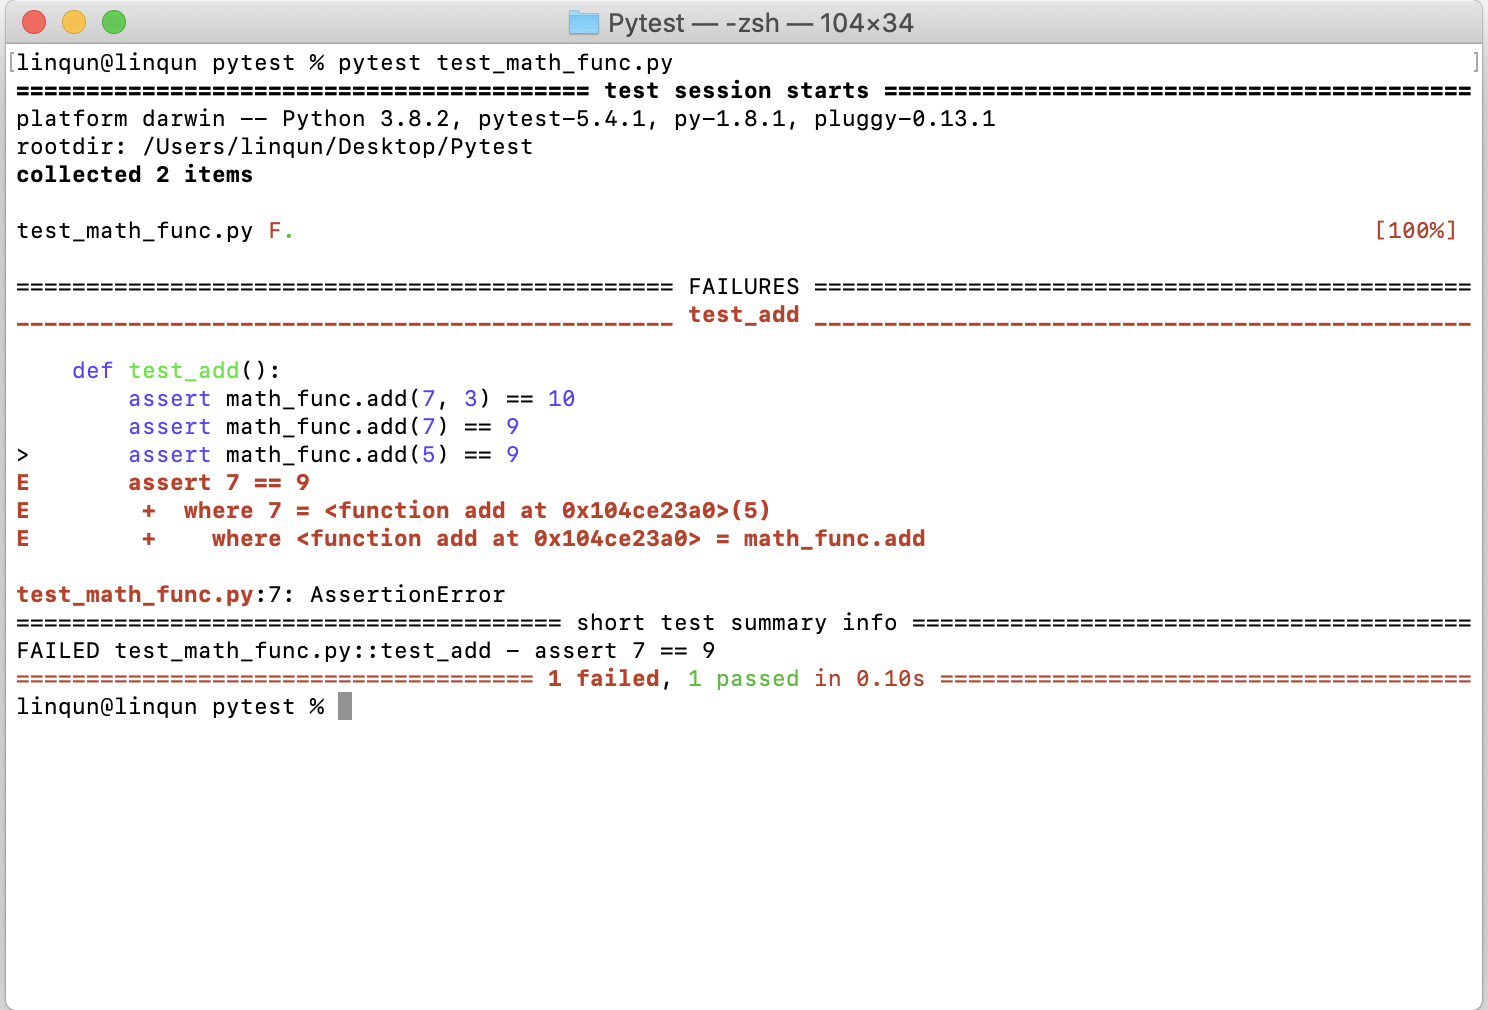 Pytest — -zsh — 104×34
[linqun@linqun pytest % pytest test_math_func.py ]
========================================= test session starts ==========================================
platform darwin -- Python 3.8.2, pytest-5.4.1, py-1.8.1, pluggy-0.13.1
rootdir: /Users/linqun/Desktop/Pytest
collected 2 items
test_math_func.py F. [100%]
=============================================== FAILURES ===============================================
_______________________________________________ test_add _______________________________________________
def test_add():
assert math_func.add(7, 3) == 10
assert math_func.add(7) == 9
> assert math_func.add(5) == 9
E assert 7 == 9
E + where 7 = <function add at 0x104ce23a0>(5)
E + where <function add at 0x104ce23a0> = math_func.add
test_math_func.py:7: AssertionError
======================================= short test summary info ========================================
FAILED test_math_func.py::test_add - assert 7 == 9
===================================== 1 failed, 1 passed in 0.10s ======================================
linqun@linqun pytest %